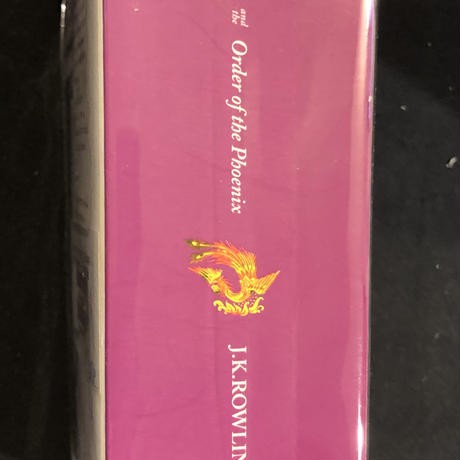 and
the
Order of the Phoenix
J.K.ROWLIN